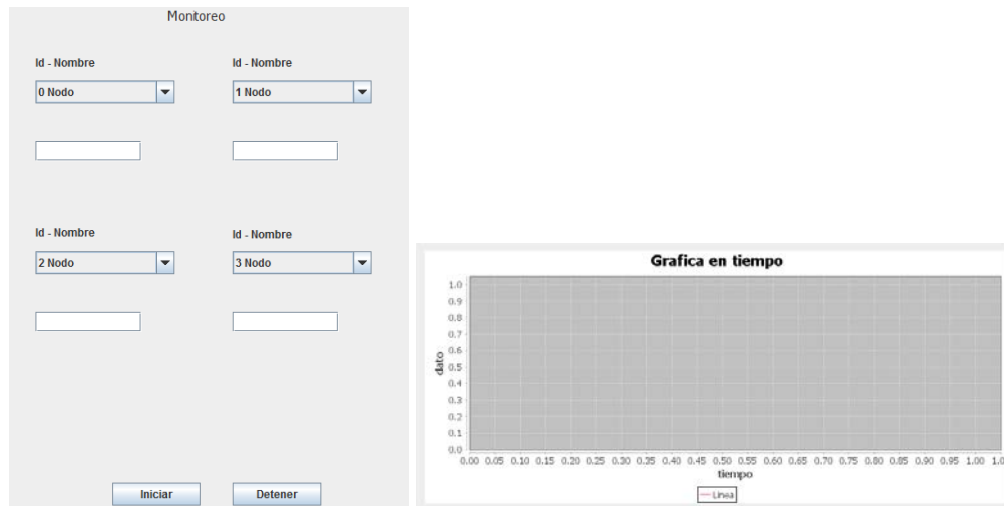 Monitoreo
Id - Nombre
Id - Nombre
0 Nodo
1 Nodo
Id - Nombre
Id - Nombre
2 Nodo
3 Nodo
Iniciar
Detener
Grafica en tiempo
dato
1.0
0.9
0.8
0.7
0.6
0.5
0.4
0.3
0.2
0.1
0.0
0.00 0.05 0.10 0.15 0.20 0.25 0.30 0.35 0.40 0.45 0.50 0.55 0.60 0.65 0.70 0.75 0.80 0.85 0.90 0.95 1.00 1.0
tiempo
Linea